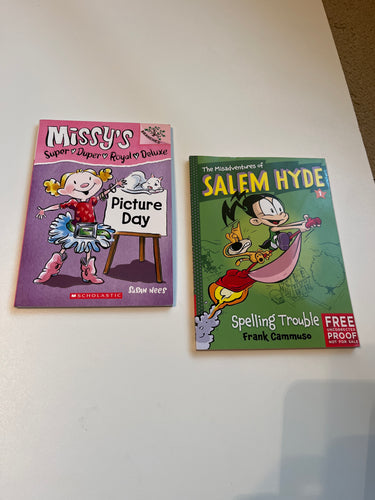 MiSSY'S
Super Duper Royal Deluxe
Picture
Day
SCHOLASTIC
SUSAN NEES
The Misadventures of
SALEM HYDE
1
Spelling Trouble
Frank Cammuso
FREE
UNCORRECTED
PROOF
NOT FOR SALE